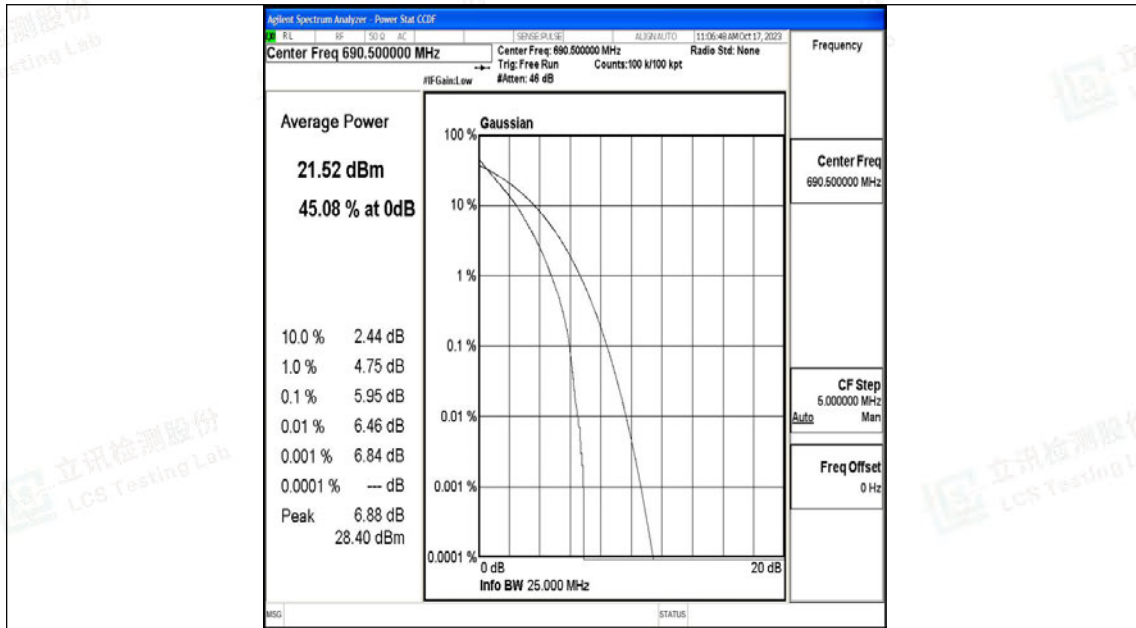 Agilent Spectrum Analyzer - Power Stat CCDF
RL RF 50 Ω AC SENSE:PULSE ALIGNAUTO 11:06:48 AM Oct 17, 2023
Center Freq 690.500000 MHz
Center Freq: 690.500000 MHz Radio Std: None
Trig: Free Run Counts:100 k/100 kpt
#IFGain:Low #Atten: 46 dB
Frequency
Average Power
21.52 dBm
45.08 % at 0dB
10.0 % 2.44 dB
1.0 % 4.75 dB
0.1 % 5.95 dB
0.01 % 6.46 dB
0.001 % 6.84 dB
0.0001 % --- dB
Peak 6.88 dB
28.40 dBm
Gaussian
100 %
10 %
1 %
0.1 %
0.01 %
0.001 %
0.0001 %
0 dB 20 dB
Info BW 25.000 MHz
Center Freq
690.500000 MHz
CF Step
5.000000 MHz
Auto Man
Freq Offset
0 Hz
MSG STATUS
立讯检测股份
LCS Testing Lab
立讯检测股份
LCS Testing L